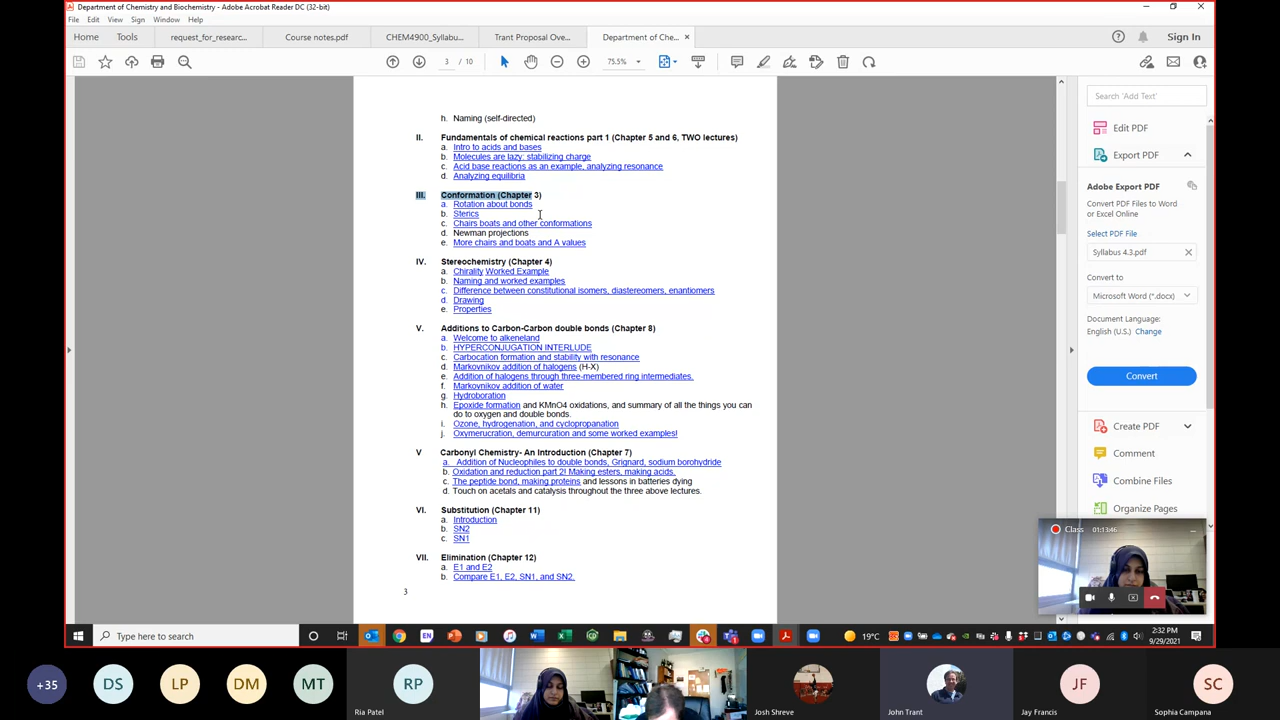 Department of Chemistry and Biochemistry - Adobe Acrobat Reader DC (32-bit)
File Edit View Sign Window Help
Home Tools request_for_researc... Course notes.pdf CHEM4900_Syllabu... Trant Proposal Ove... Department of Che... × Sign In
3 / 10 75.5%
h. Naming (self-directed)
II. Fundamentals of chemical reactions part 1 (Chapter 5 and 6, TWO lectures)
a. Intro to acids and bases
b. Molecules are lazy: stabilizing charge
c. Acid base reactions as an example, analyzing resonance
d. Analyzing equilibria
III. Conformation (Chapter 3)
a. Rotation about bonds
b. Sterics
c. Chairs boats and other conformations
d. Newman projections
e. More chairs and boats and A values
IV. Stereochemistry (Chapter 4)
a. Chirality Worked Example
b. Naming and worked examples
c. Difference between constitutional isomers, diastereomers, enantiomers
d. Drawing
e. Properties
V. Additions to Carbon-Carbon double bonds (Chapter 8)
a. Welcome to alkeneland
b. HYPERCONJUGATION INTERLUDE
c. Carbocation formation and stability with resonance
d. Markovnikov addition of halogens (H-X)
e. Addition of halogens through three-membered ring intermediates.
f. Markovnikov addition of water
g. Hydroboration
h. Epoxide formation and KMnO4 oxidations, and summary of all the things you can
do to oxygen and double bonds.
i. Ozone, hydrogenation, and cyclopropanation
j. Oxymerucration, demurcuration and some worked examples!
V Carbonyl Chemistry- An Introduction (Chapter 7)
a. Addition of Nucleophiles to double bonds, Grignard, sodium borohydride
b. Oxidation and reduction part 2! Making esters, making acids.
c. The peptide bond, making proteins and lessons in batteries dying
d. Touch on acetals and catalysis throughout the three above lectures.
VI. Substitution (Chapter 11)
a. Introduction
b. SN2
c. SN1
VII. Elimination (Chapter 12)
a. E1 and E2
b. Compare E1, E2, SN1, and SN2.
3
Search 'Add Text'
Edit PDF
Export PDF
Adobe Export PDF
Convert PDF Files to Word
or Excel Online
Select PDF File
Syllabus 4.3.pdf
Convert to
Microsoft Word (*.docx)
Document Language:
English (U.S.) Change
Convert
Create PDF
Comment
Combine Files
Organize Pages
Class 01:13:46
Type here to search
EN
19°C
2:32 PM
9/29/2021
+35 DS LP DM MT RP JF SC
Ria Patel Josh Shreve John Trant Jay Francis Sophia Campana